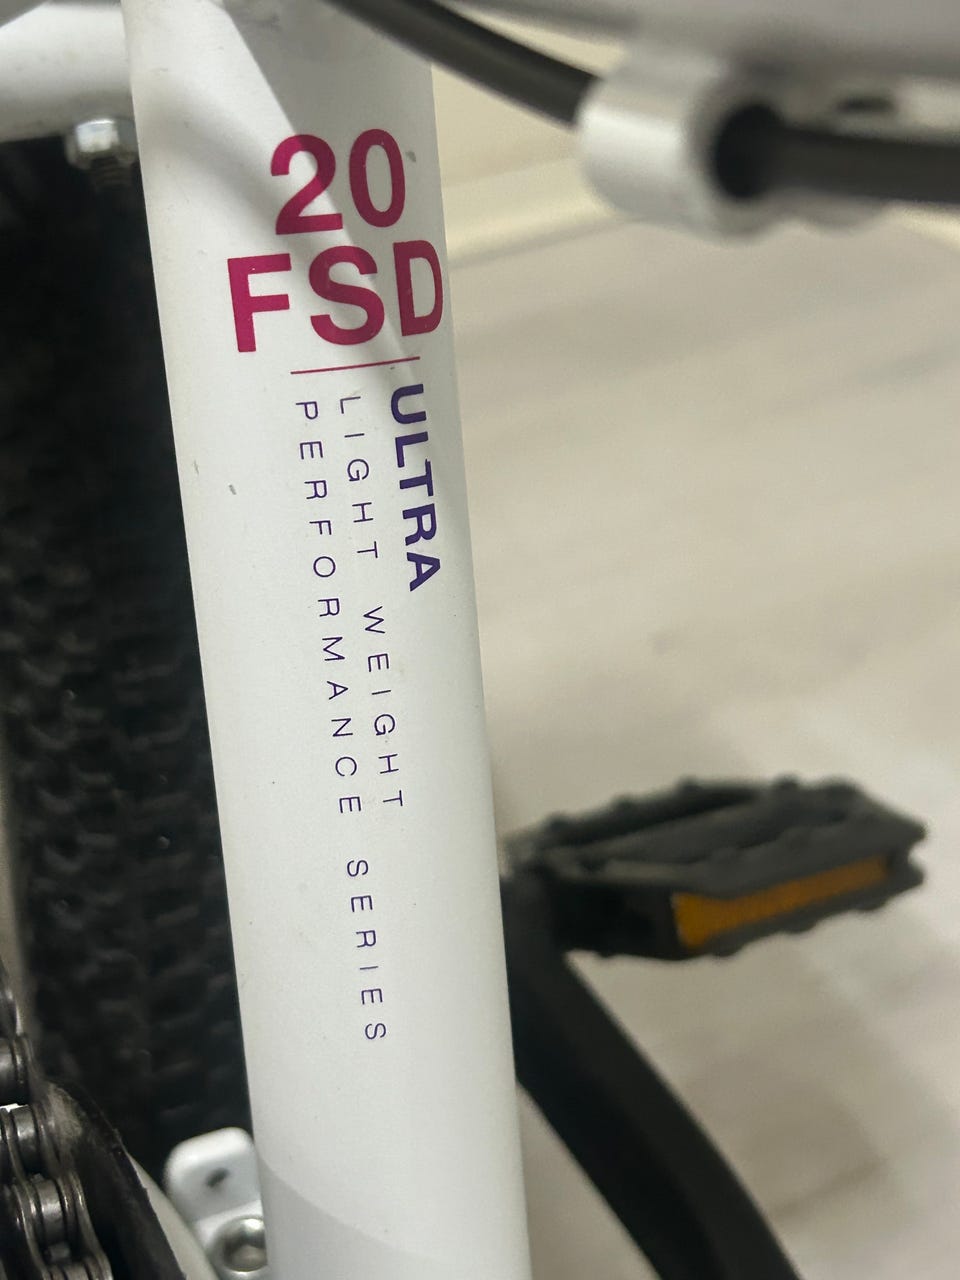 20
FSD
ULTRA
LIGHT WEIGHT
PERFORMANCE SERIES